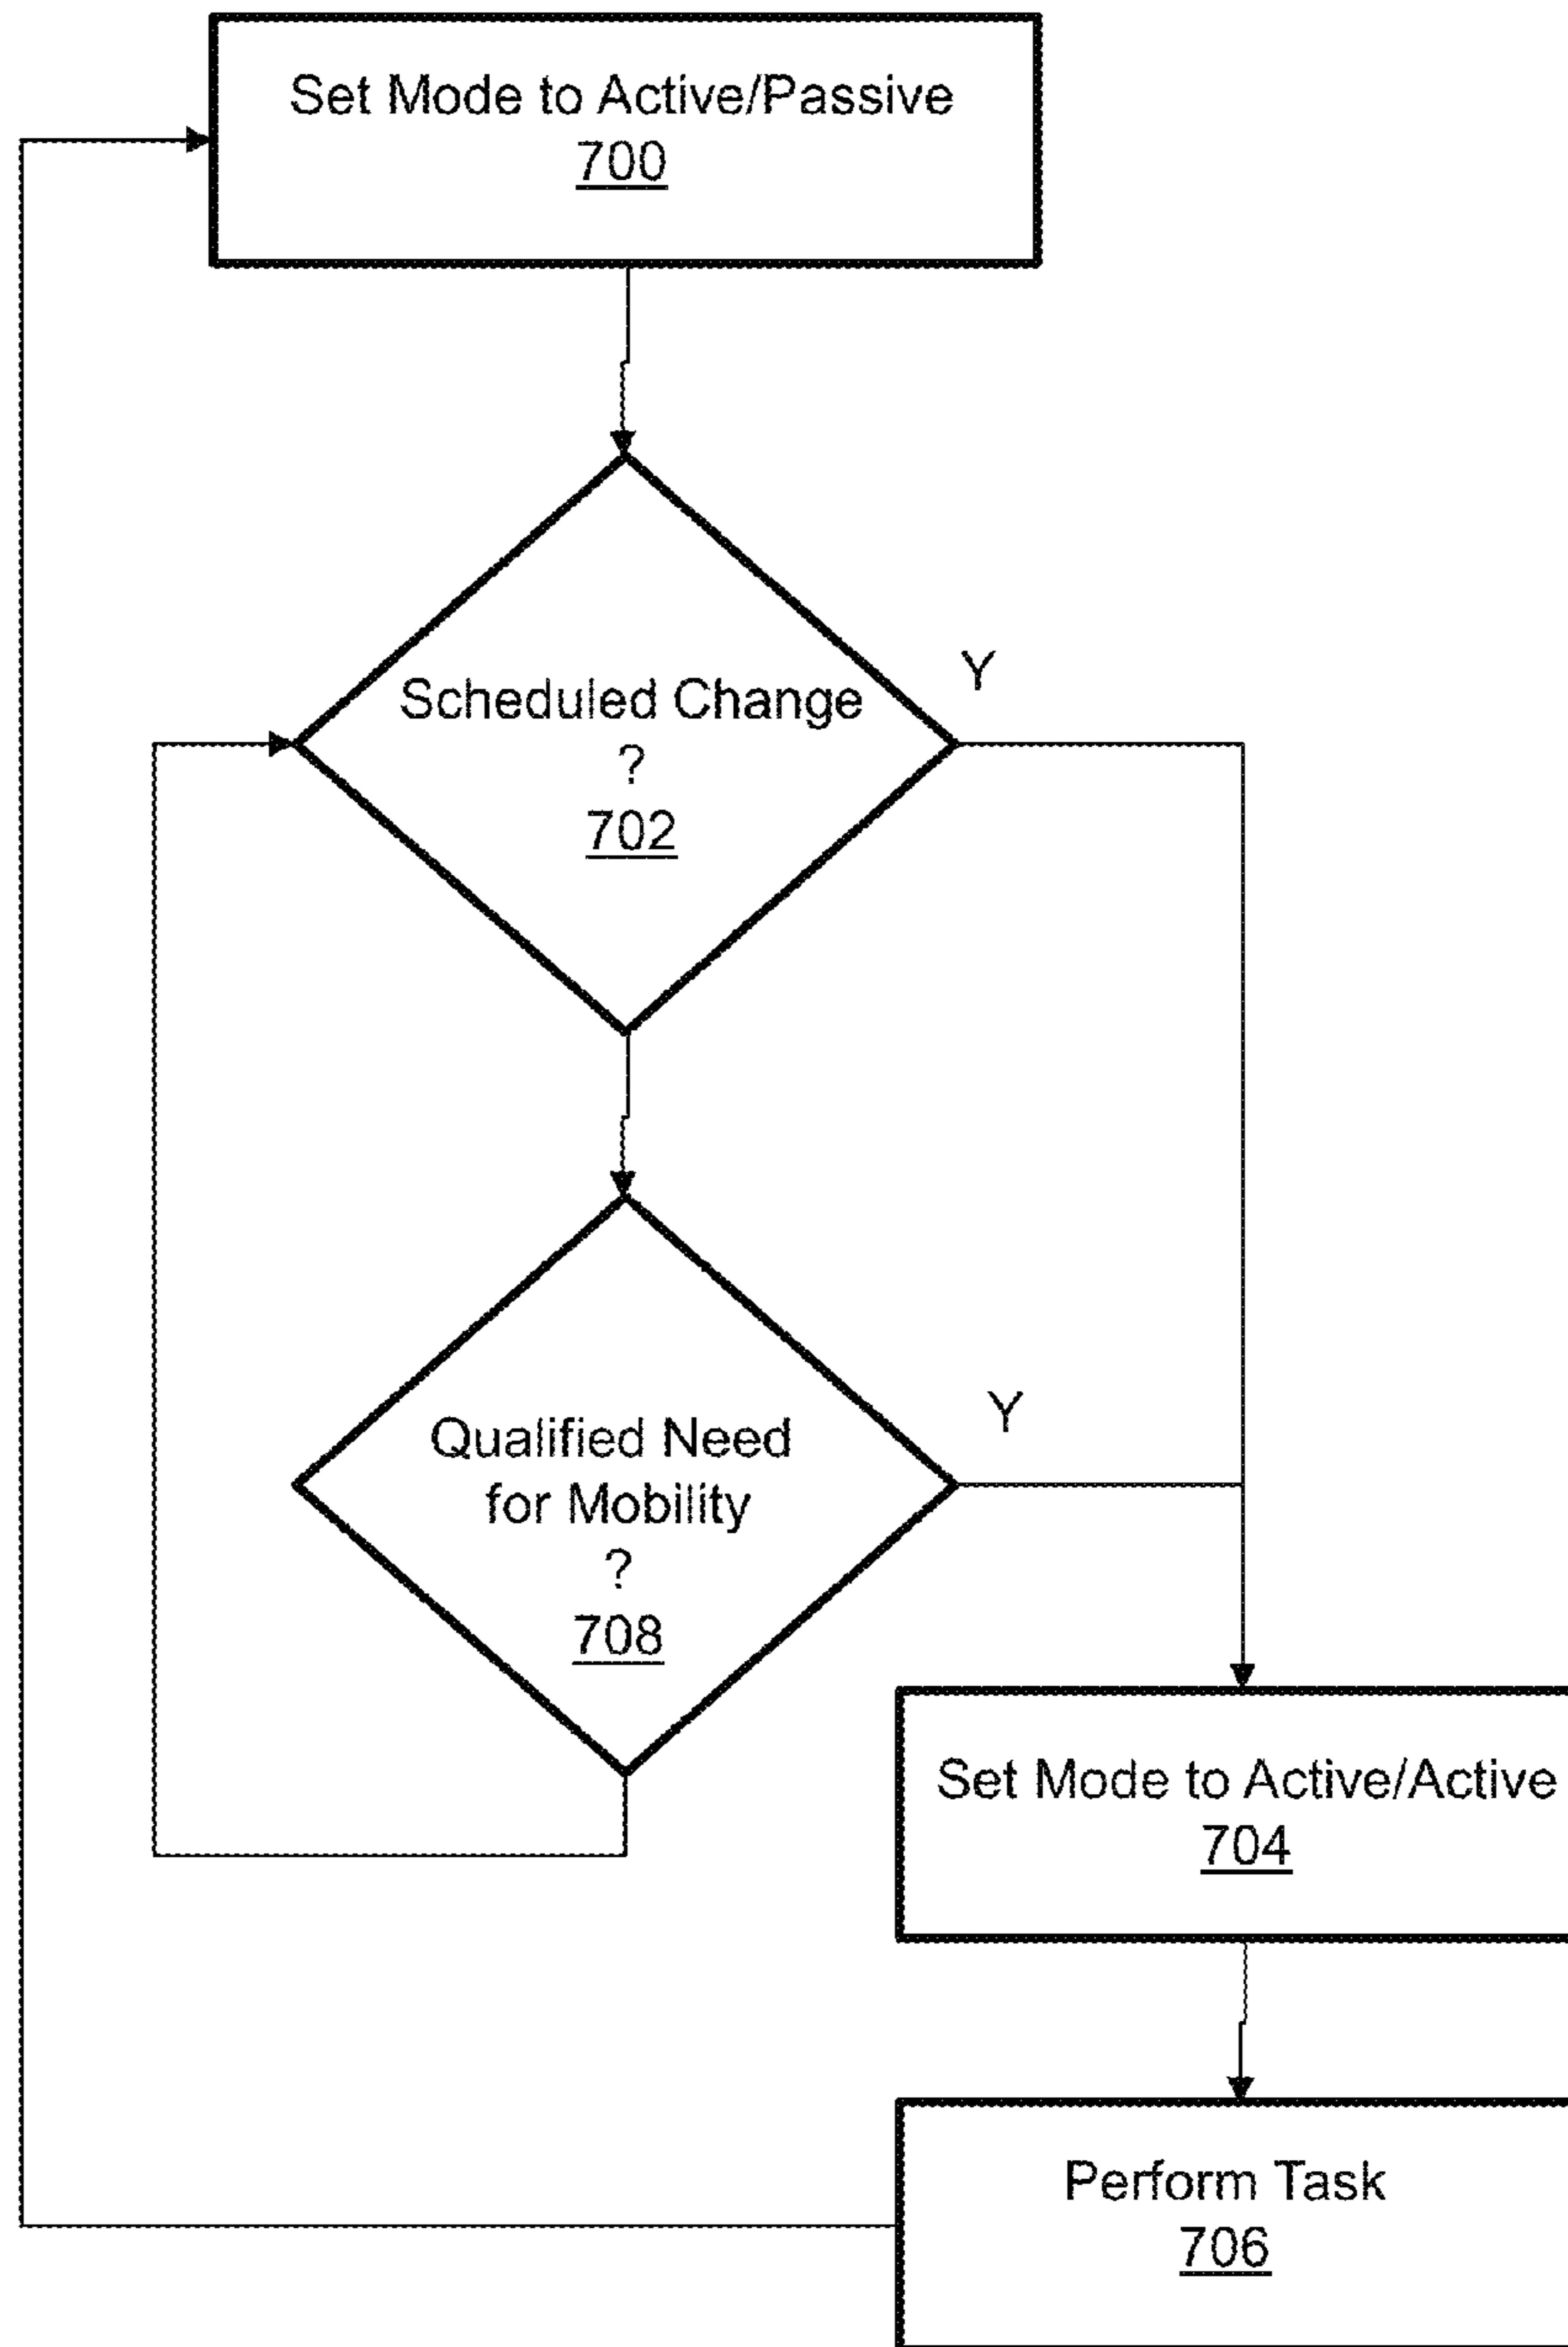 Set Mode to Active/Passive
700
Y
Scheduled Change
?
702
Y
Qualified Need
for Mobility
?
708
Set Mode to Active/Active
704
Perform Task
706